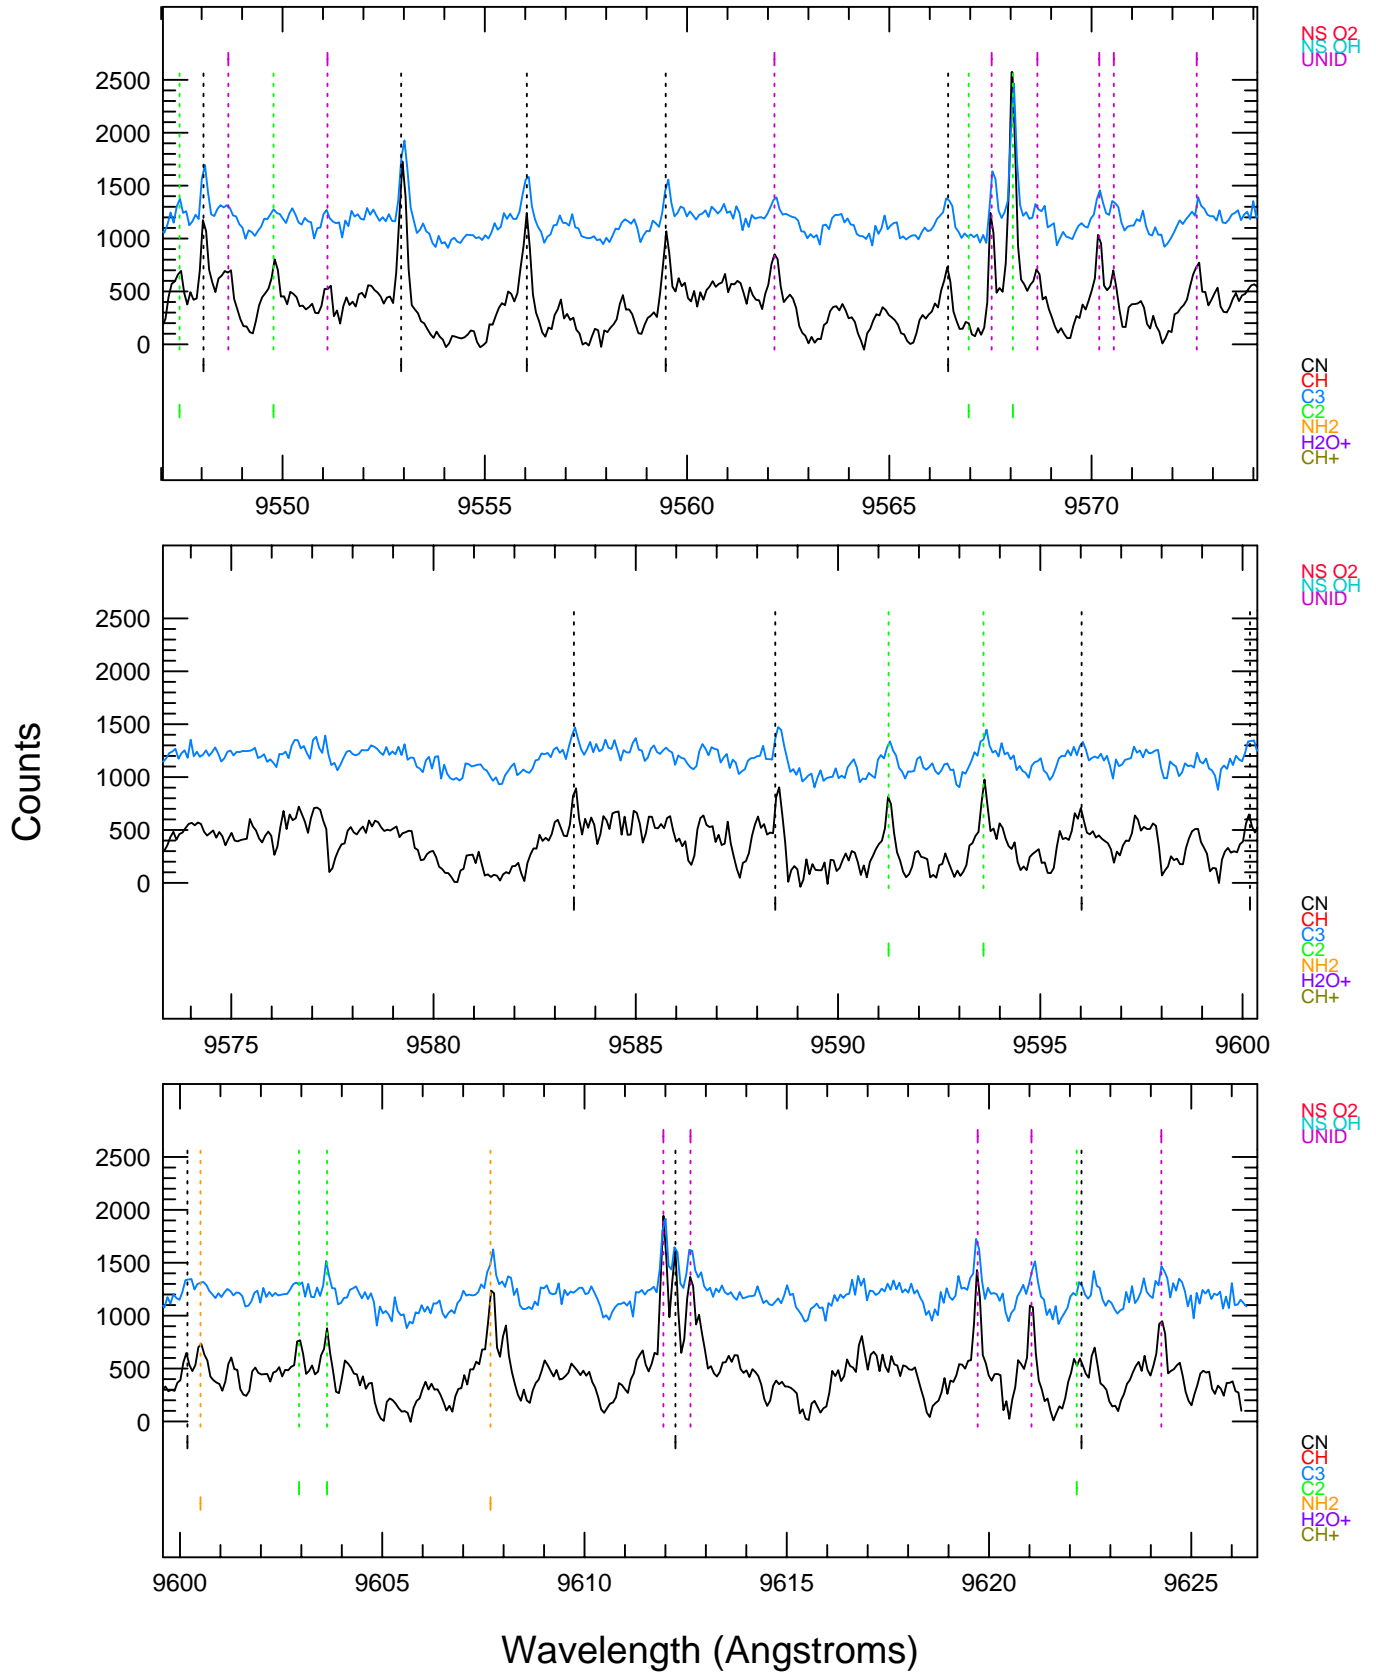 NS O2
NS OH
UNID
2500
2000
1500
1000
500
0
CN
CH
C3
C2
NH2
H2O+
CH+
9550 9555 9560 9565 9570
NS O2
NS OH
UNID
2500
2000
1500
1000
500
0
Counts
CN
CH
C3
C2
NH2
H2O+
CH+
9575 9580 9585 9590 9595 9600
NS O2
NS OH
UNID
2500
2000
1500
1000
500
0
CN
CH
C3
C2
NH2
H2O+
CH+
9600 9605 9610 9615 9620 9625
Wavelength (Angstroms)